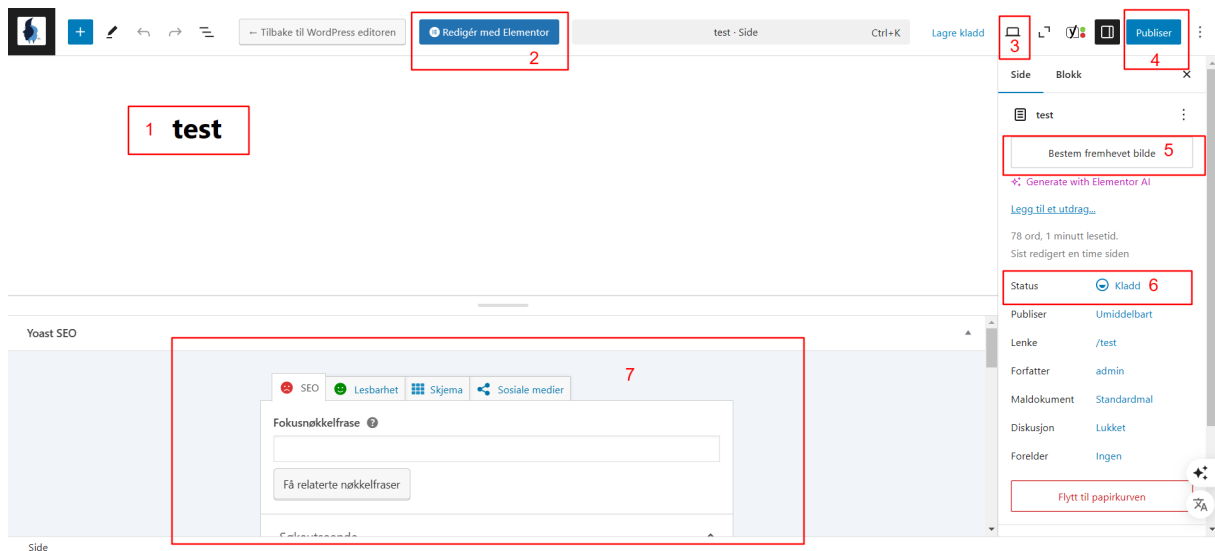 ← Tilbake til WordPress editoren
Redigér med Elementor
test · Side Ctrl+K
Lagre kladd
Publiser
2
3
4
Side Blokk
1 test
test
Bestem fremhevet bilde 5
Generate with Elementor AI
Legg til et utdrag...
78 ord, 1 minutt lesetid.
Sist redigert en time siden
Status Kladd 6
Publiser Umiddelbart
Lenke /test
Forfatter admin
Maldokument Standardmal
Diskusjon Lukket
Forelder Ingen
Flytt til papirkurven
Yoast SEO
7
SEO Lesbarhet Skjema Sosiale medier
Fokusnøkkelfrase
Få relaterte nøkkelfraser
Søkeutseende
Side